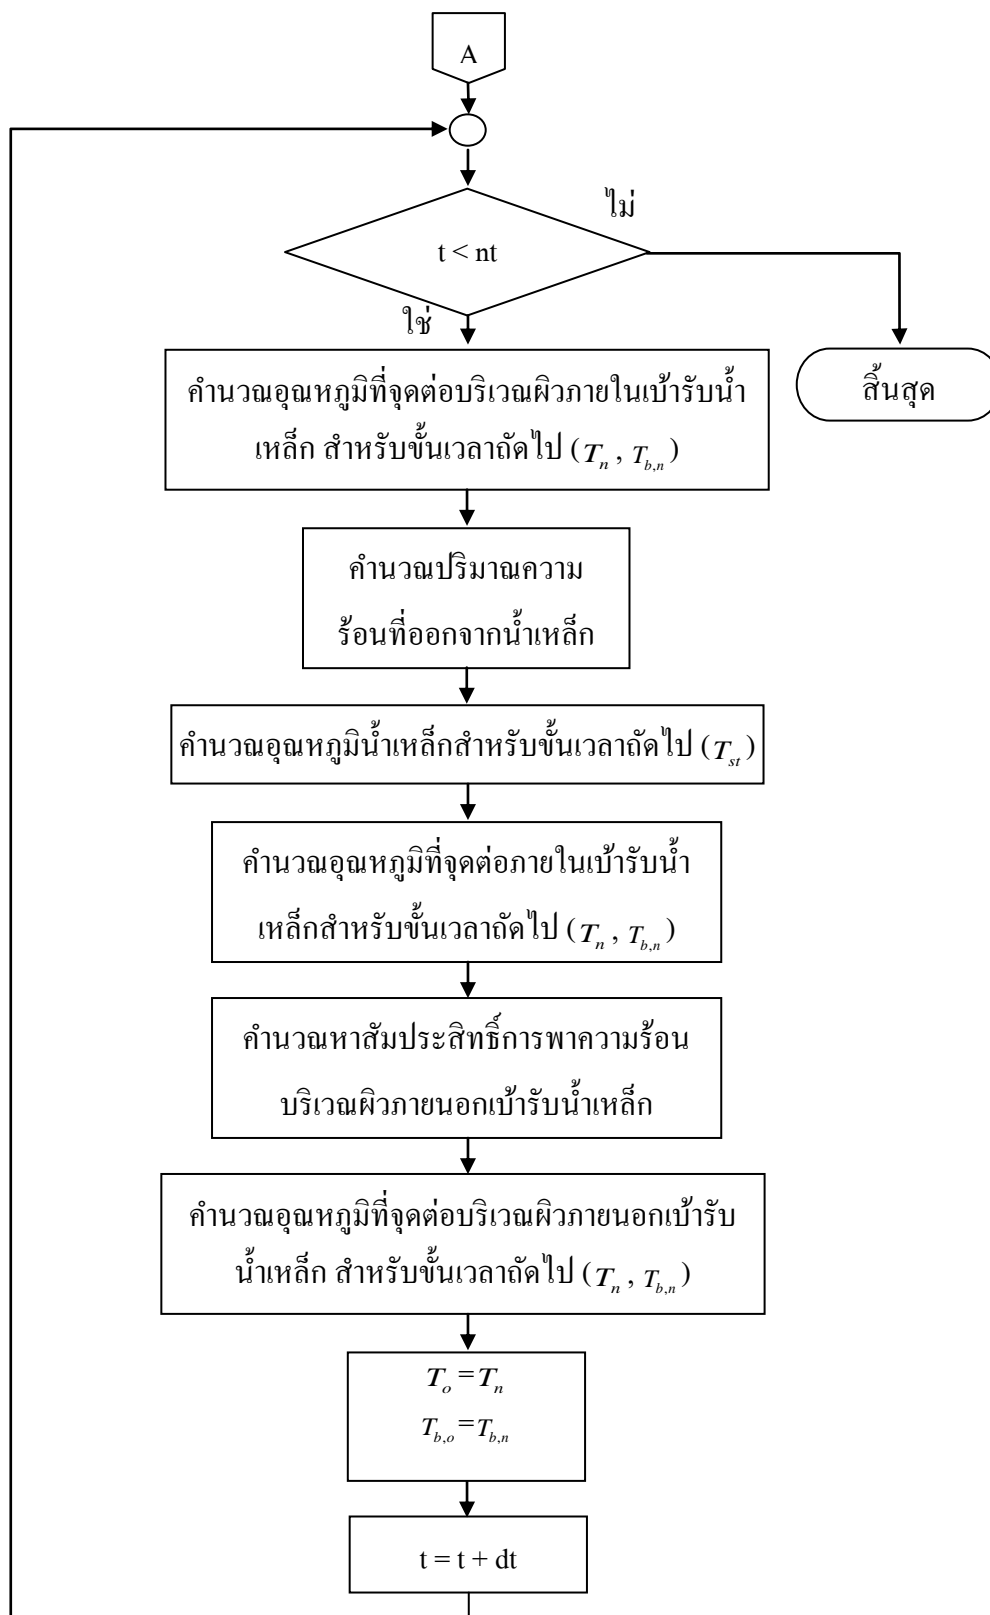 A
t < nt
ไม่
ใช่
คำนวณอุณหภูมิที่จุดต่อบริเวณผิวภายในเบ้ารับน้ำ
เหล็ก สำหรับขั้นเวลาถัดไป (T_n , T_{b,n})
สิ้นสุด
คำนวณปริมาณความ
ร้อนที่ออกจากน้ำเหล็ก
คำนวณอุณหภูมิน้ำเหล็กสำหรับขั้นเวลาถัดไป (T_{st})
คำนวณอุณหภูมิที่จุดต่อภายในเบ้ารับน้ำ
เหล็กสำหรับขั้นเวลาถัดไป (T_n , T_{b,n})
คำนวณหาสัมประสิทธิ์การพาความร้อน
บริเวณผิวภายนอกเบ้ารับน้ำเหล็ก
คำนวณอุณหภูมิที่จุดต่อบริเวณผิวภายนอกเบ้ารับ
น้ำเหล็ก สำหรับขั้นเวลาถัดไป (T_n , T_{b,n})
T_o = T_n
T_{b,o} = T_{b,n}
t = t + dt